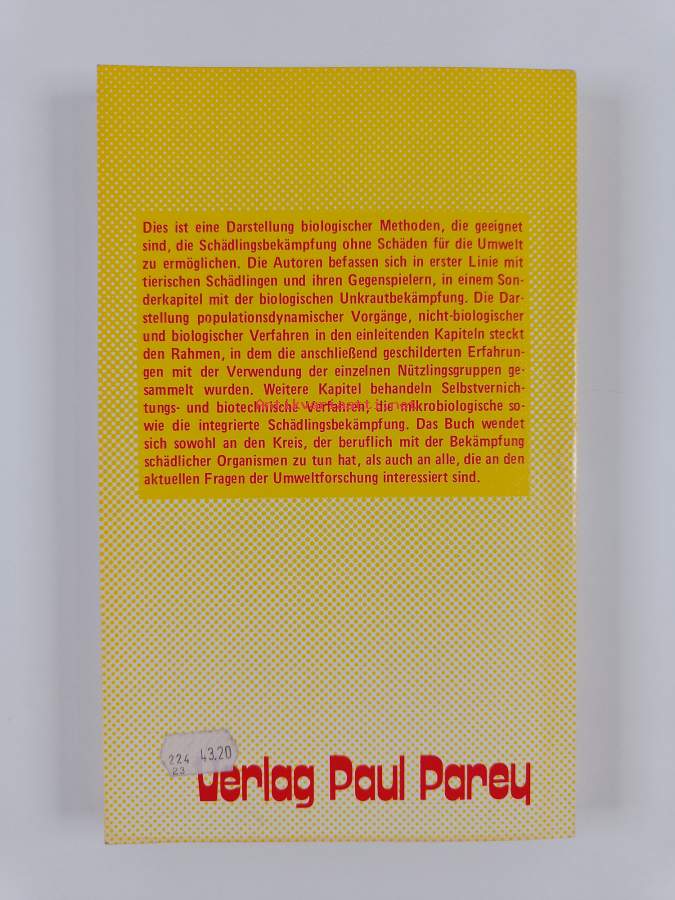 Dies ist eine Darstellung biologischer Methoden, die geeignet
sind, die Schädlingsbekämpfung ohne Schäden für die Umwelt
zu ermöglichen. Die Autoren befassen sich in erster Linie mit
tierischen Schädlingen und ihren Gegenspielern, in einem Son-
derkapitel mit der biologischen Unkrautbekämpfung. Die Dar-
stellung populationsdynamischer Vorgänge, nicht-biologischer
und biologischer Verfahren in den einleitenden Kapiteln steckt
den Rahmen, in dem die anschließend geschilderten Erfahrun-
gen mit der Verwendung der einzelnen Nützlingsgruppen ge-
sammelt wurden. Weitere Kapitel behandeln Selbstvernich-
tungs- und biotechnische Verfahren, die mikrobiologische so-
wie die integrierte Schädlingsbekämpfung. Das Buch wendet
sich sowohl an den Kreis, der beruflich mit der Bekämpfung
schädlicher Organismen zu tun hat, als auch an alle, die an den
aktuellen Fragen der Umweltforschung interessiert sind.
224 43.20
23
Verlag Paul Parey